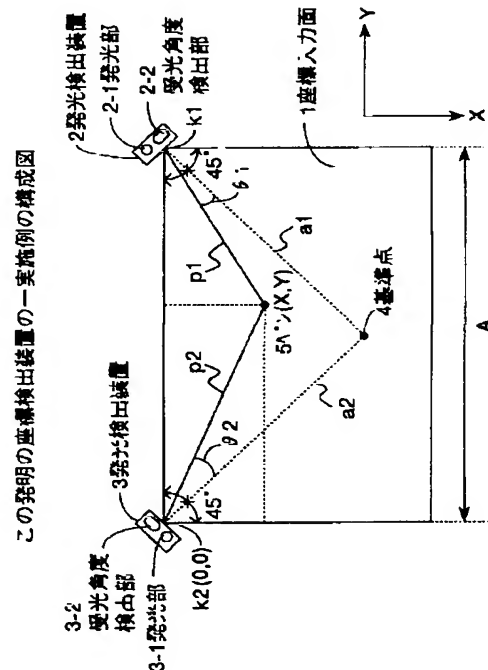 この発明の座標検出装置の一実施例の構成図
3-2
受光角度
検出部
3発光検出装置
3-1発光部
2発光検出装置
2-1発光部
2-2
受光角度
検出部
k1
k2(0,0)
45°
45°
θ1
θ2
p1
p2
a1
a2
5ペン(X,Y)
4基準点
1座標入力面
A
X
Y